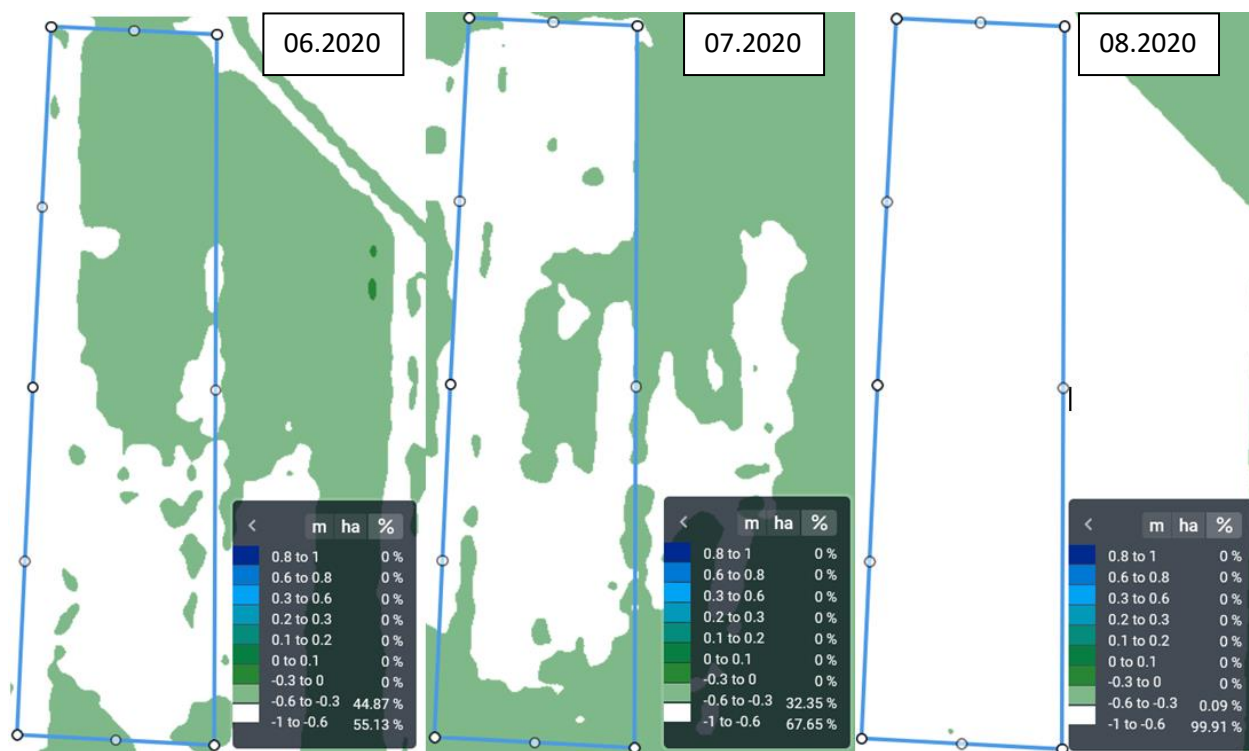 06.2020
07.2020
08.2020
< m ha %
0.8 to 1 0 %
0.6 to 0.8 0 %
0.3 to 0.6 0 %
0.2 to 0.3 0 %
0.1 to 0.2 0 %
0 to 0.1 0 %
-0.3 to 0 0 %
-0.6 to -0.3 44.87 %
-1 to -0.6 55.13 %
< m ha %
0.8 to 1 0 %
0.6 to 0.8 0 %
0.3 to 0.6 0 %
0.2 to 0.3 0 %
0.1 to 0.2 0 %
0 to 0.1 0 %
-0.3 to 0 0 %
-0.6 to -0.3 32.35 %
-1 to -0.6 67.65 %
< m ha %
0.8 to 1 0 %
0.6 to 0.8 0 %
0.3 to 0.6 0 %
0.2 to 0.3 0 %
0.1 to 0.2 0 %
0 to 0.1 0 %
-0.3 to 0 0 %
-0.6 to -0.3 0.09 %
-1 to -0.6 99.91 %